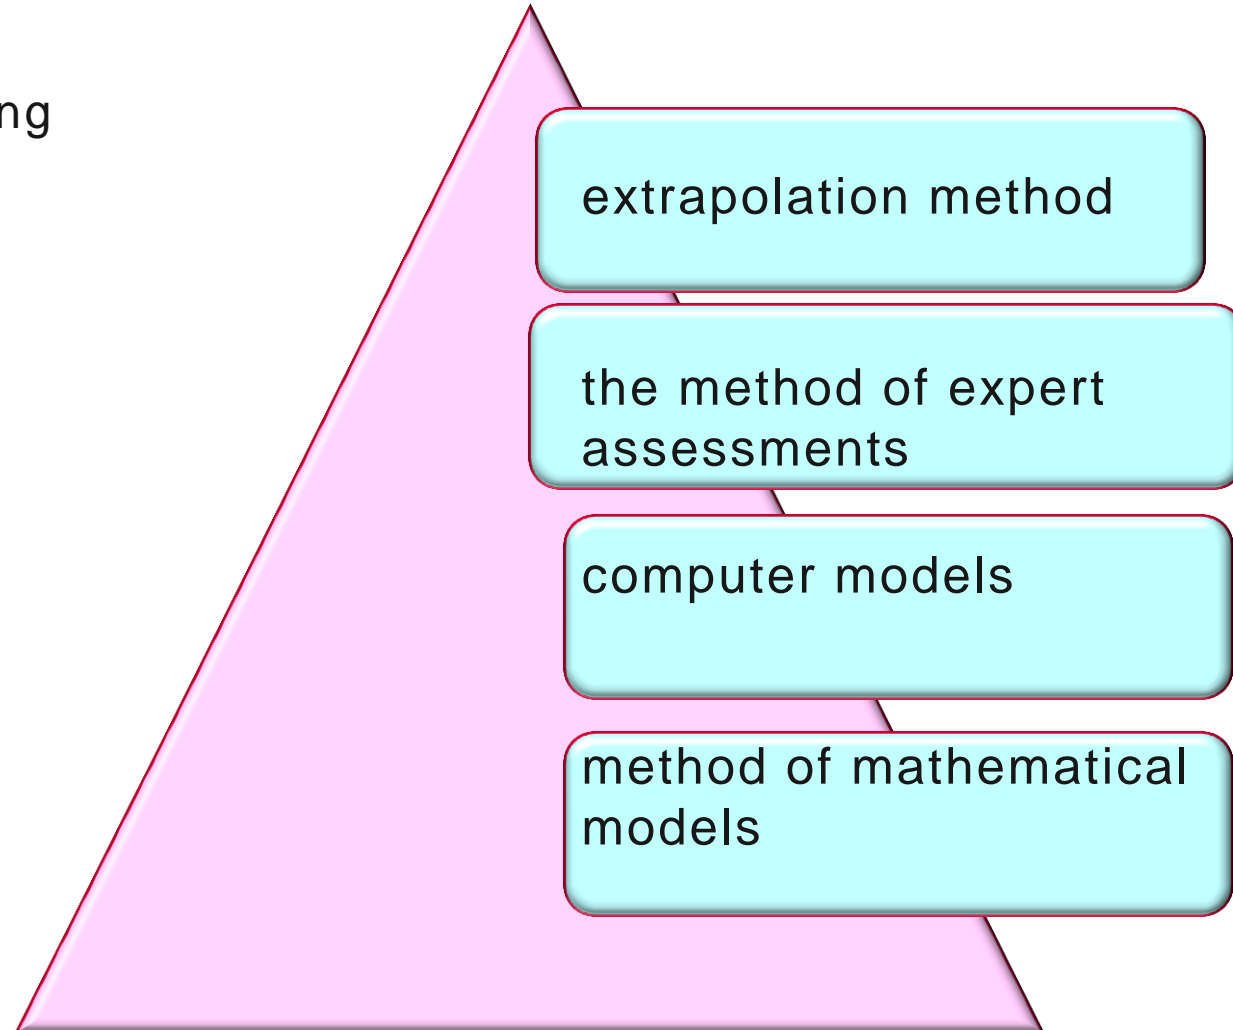 ng
extrapolation method
the method of expert
assessments
computer models
method of mathematical
models